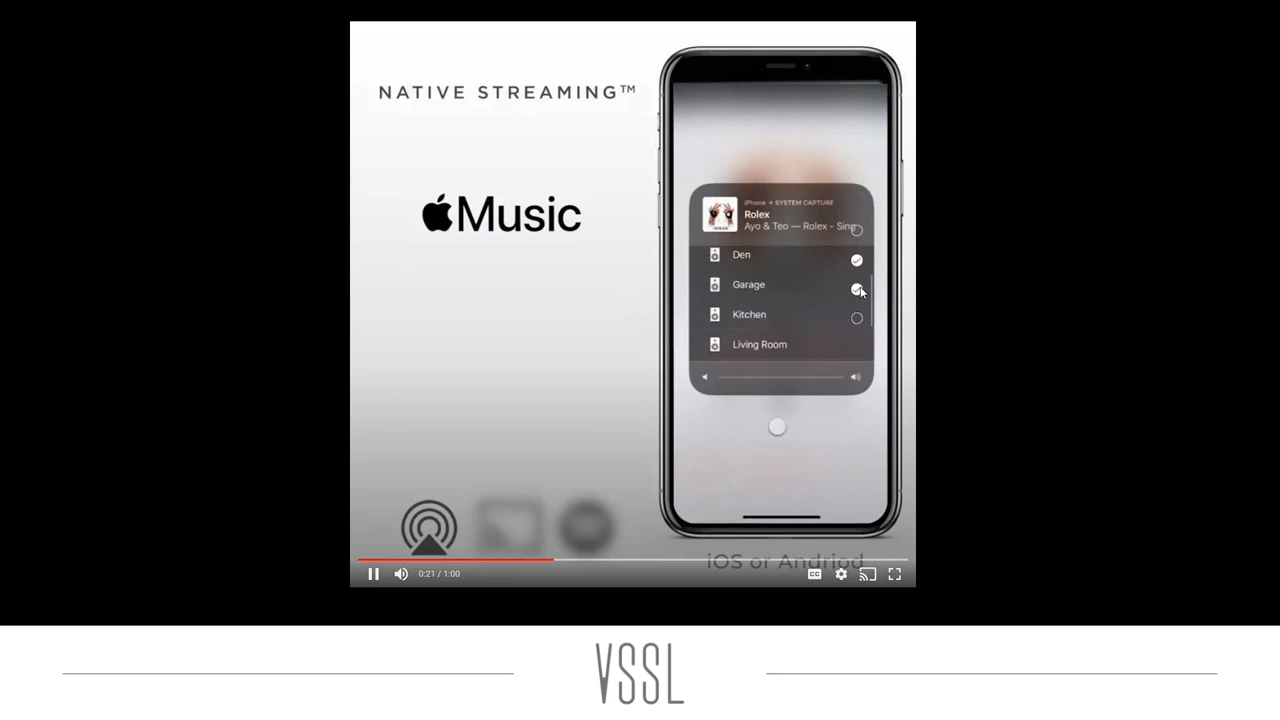 NATIVE STREAMING™
Music
iPhone → SYSTEM CAPTURE
Rolex
Ayo & Teo — Rolex - Sing
Den
Garage
Kitchen
Living Room
iOS or Andriod
0:21 / 1:00
CC
VSSL